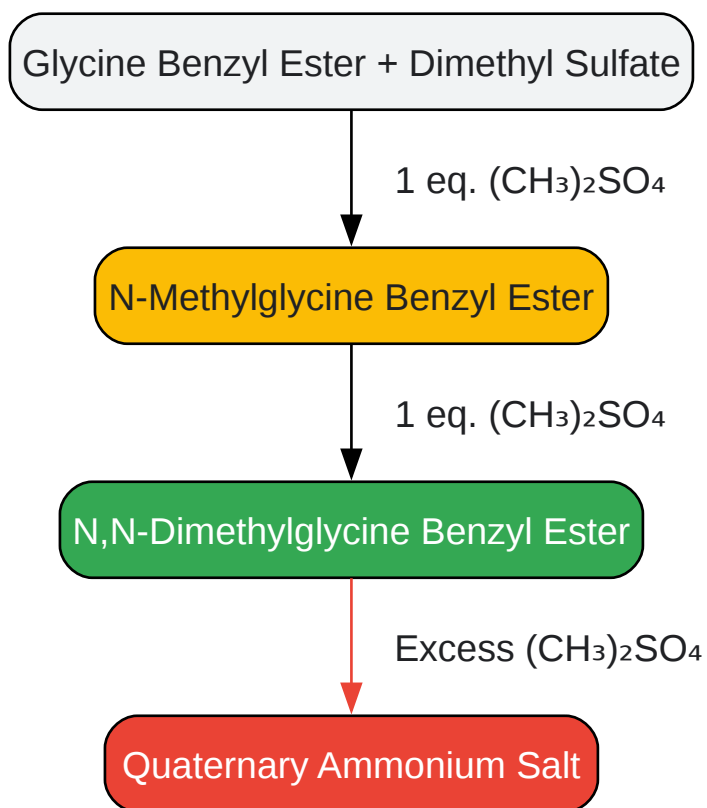 Glycine Benzyl Ester + Dimethyl Sulfate
1 eq. (CH₃)₂SO₄
N-Methylglycine Benzyl Ester
1 eq. (CH₃)₂SO₄
N,N-Dimethylglycine Benzyl Ester
Excess (CH₃)₂SO₄
Quaternary Ammonium Salt